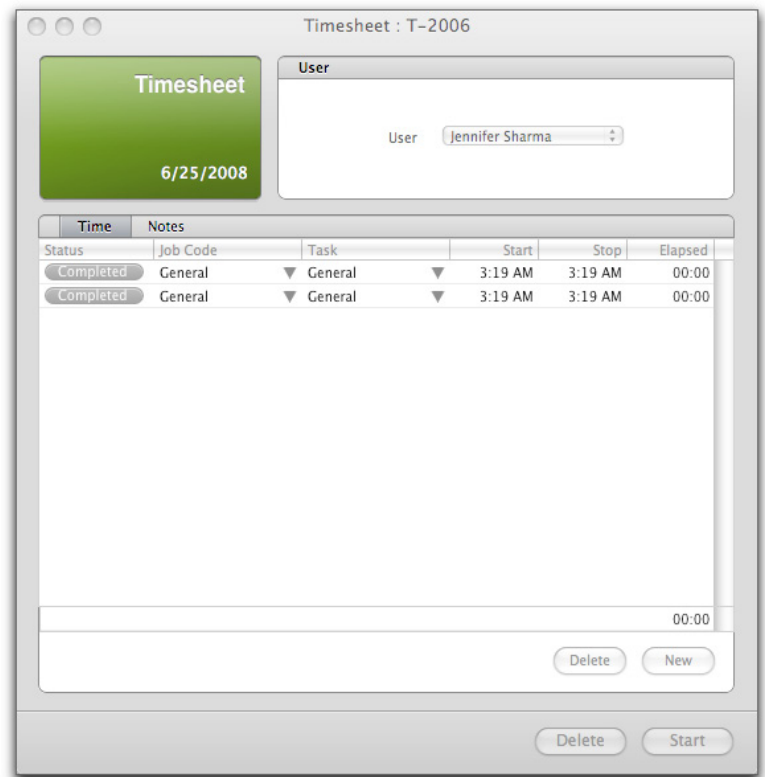 Timesheet : T-2006
Timesheet
6/25/2008
User
User Jennifer Sharma
Time Notes
Status Job Code Task Start Stop Elapsed
Completed General General 3:19 AM 3:19 AM 00:00
Completed General General 3:19 AM 3:19 AM 00:00
00:00
Delete New
Delete Start